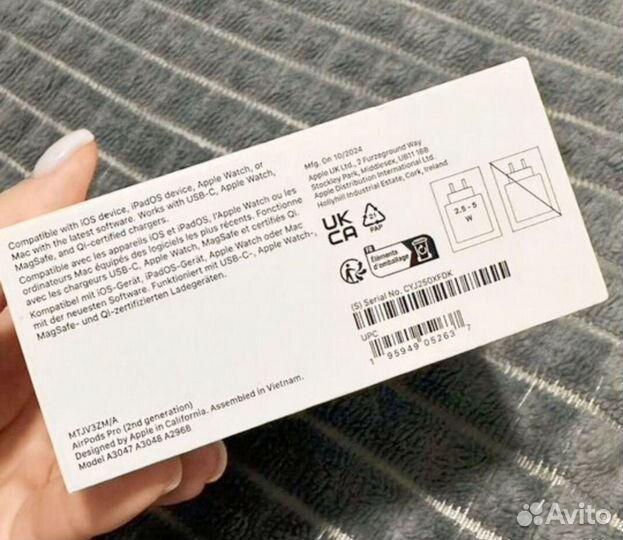 Compatible with iOS device, iPadOS device, Apple Watch, or
Mac with the latest software. Works with USB-C, Apple Watch,
MagSafe, and Qi-certified chargers.
Compatible avec les appareils iOS et iPadOS, l'Apple Watch ou les
ordinateurs Mac équipés des logiciels les plus récents. Fonctionne
avec les chargeurs USB-C, Apple Watch, MagSafe et certifiés Qi.
Kompatibel mit iOS-Gerät, iPadOS-Gerät, Apple Watch oder Mac
mit der neuesten Software. Funktioniert mit USB-C-, Apple Watch-,
MagSafe- und Qi-zertifizierten Ladegeräten.
MTJV3ZM/A
AirPods Pro (2nd generation)
Designed by Apple in California. Assembled in Vietnam.
Model A3047 A3048 A2968
Mfg. On 10/2024
Apple UK Ltd., 2 Furzeground Way
Stockley Park, Middlesex, UB11 1BB
Apple Distribution International Ltd.
Hollyhill Industrial Estate, Cork, Ireland
UK
CA
21
PAP
2.5 - 5
W
FR
Éléments
d'emballage
(S) Serial No. CYJ250XFDK
UPC
1 95949 05263 7
Avito